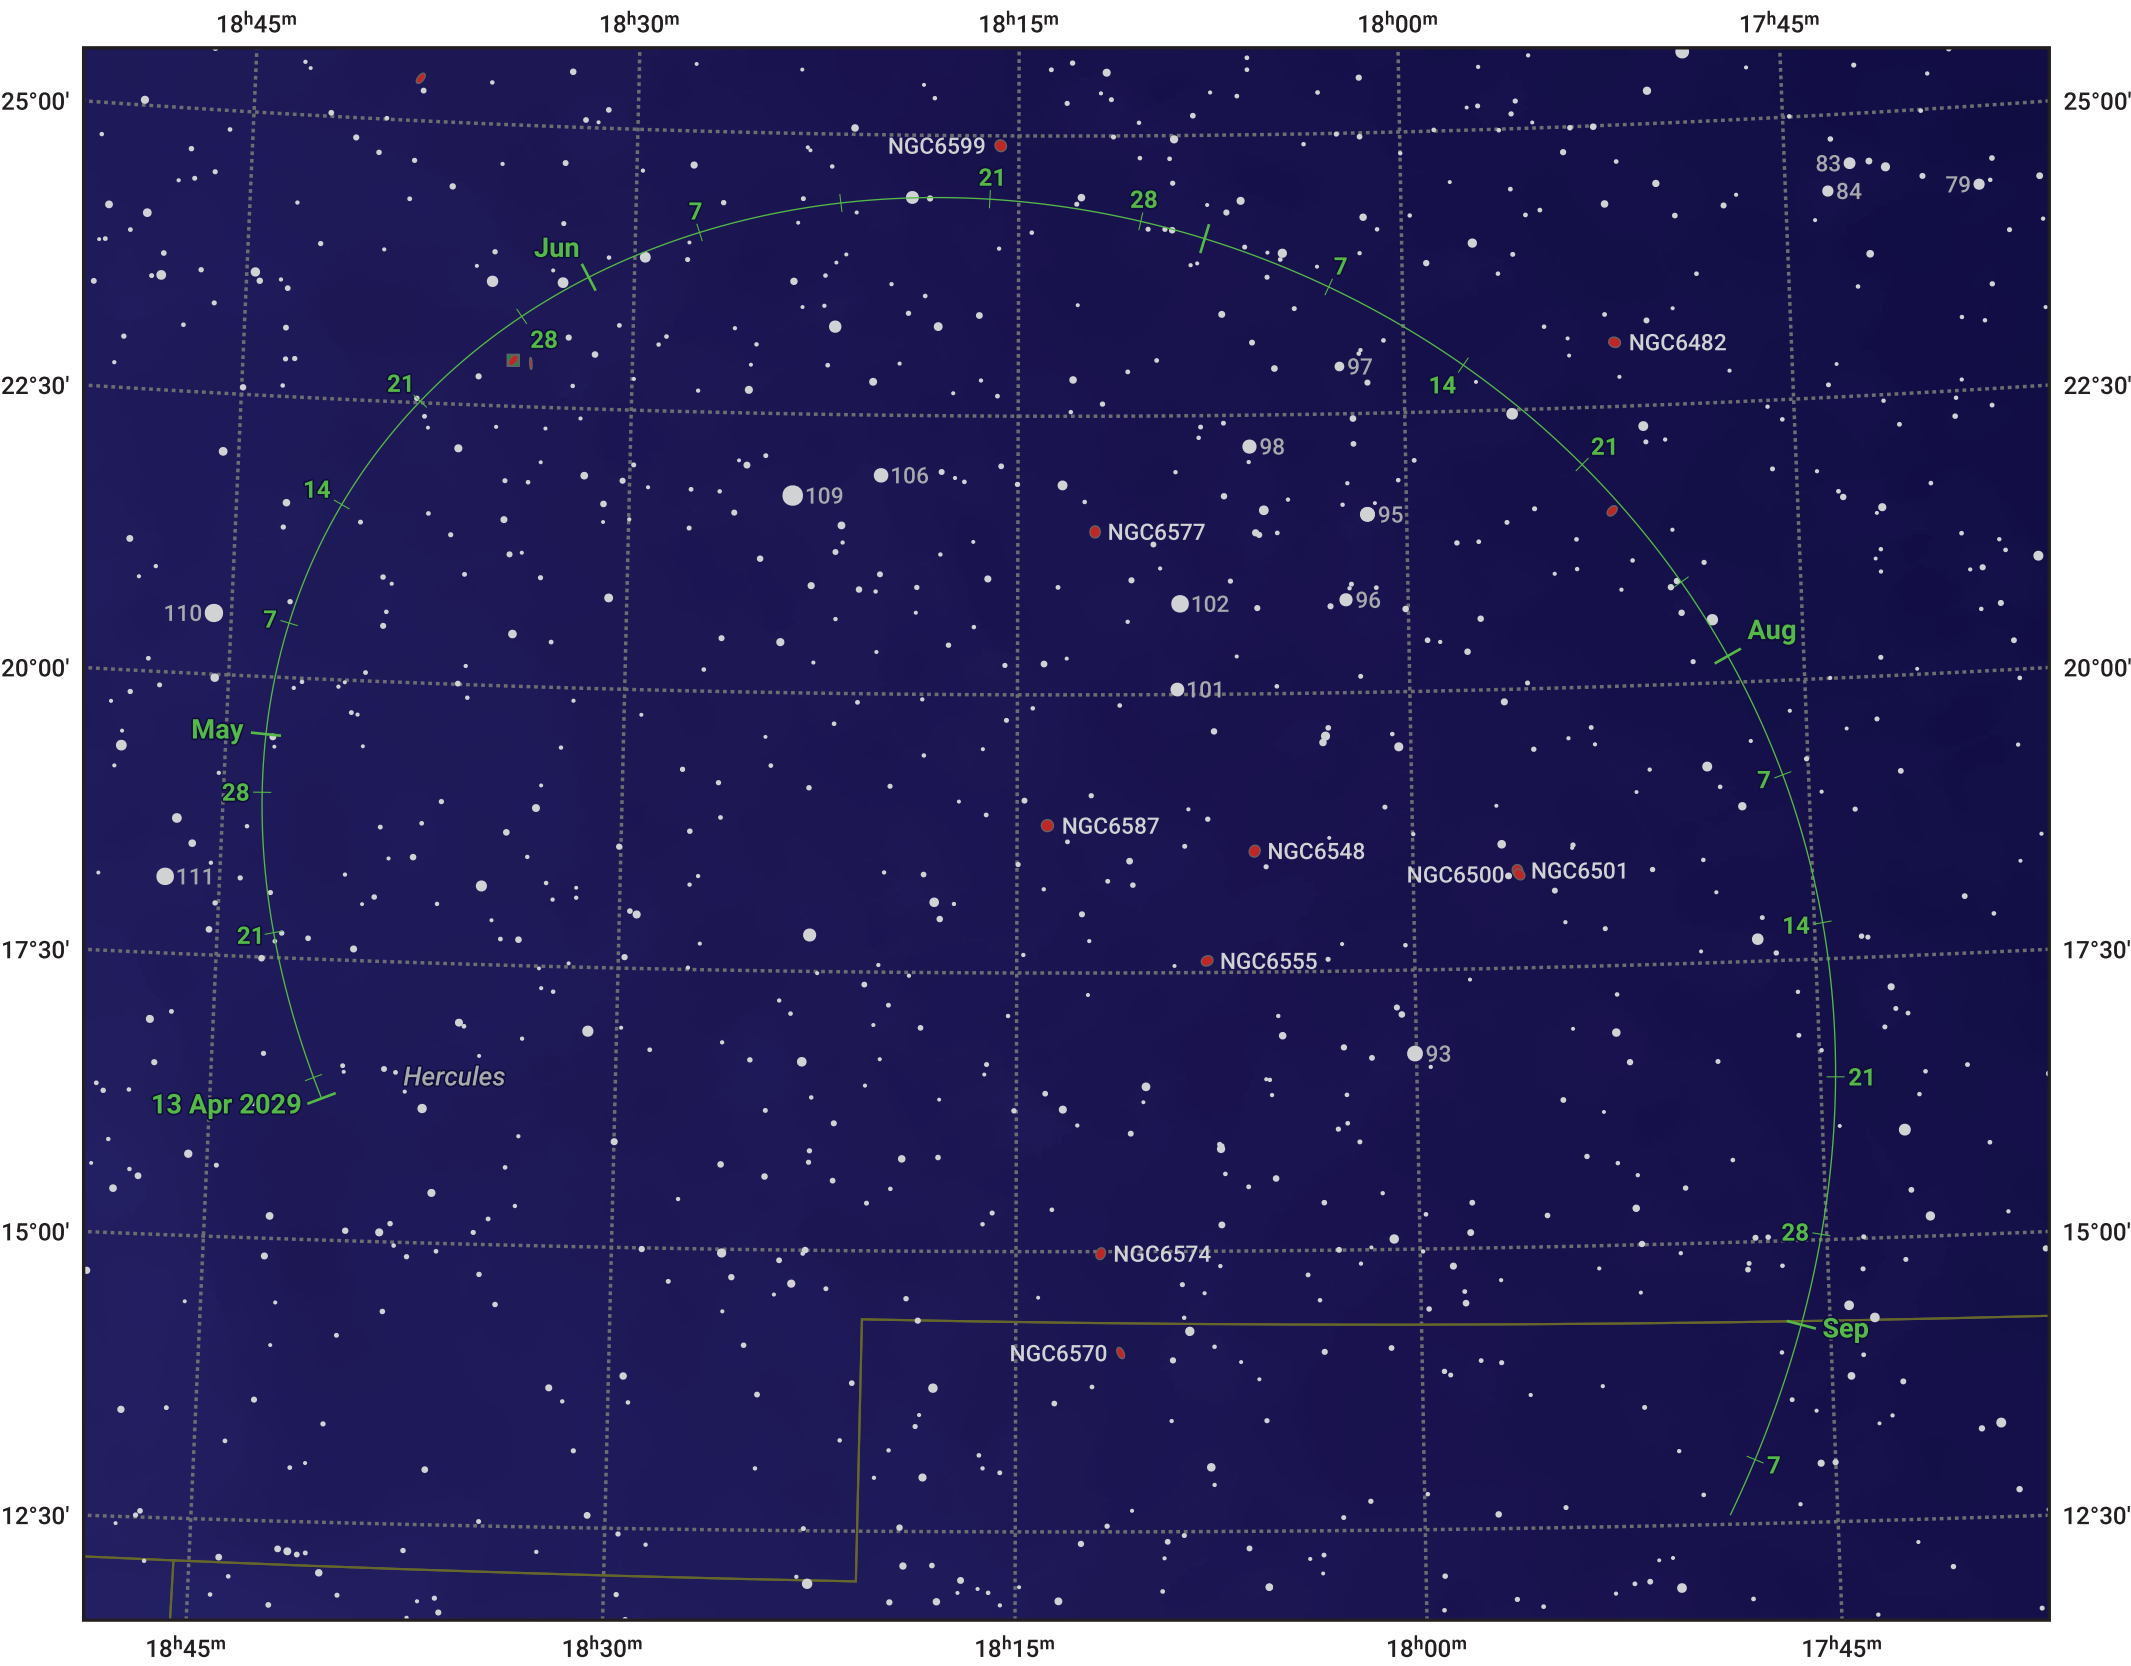 18ʰ45ᵐ 18ʰ30ᵐ 18ʰ15ᵐ 18ʰ00ᵐ 17ʰ45ᵐ
25°00' 25°00'
NGC6599
83
84 79
21
28
7
Jun
7
28
NGC6482
97
14
21
22°30' 22°30'
21
98
106
109
14
95
NGC6577
102
96
110
7
Aug
20°00' 20°00'
101
May
7
28
NGC6587
NGC6548
NGC6500 NGC6501
111
14
21
17°30' 17°30'
NGC6555
93
Hercules
21
13 Apr 2029
15°00' 15°00'
28
NGC6574
Sep
NGC6570
7
12°30' 12°30'
18ʰ45ᵐ 18ʰ30ᵐ 18ʰ15ᵐ 18ʰ00ᵐ 17ʰ45ᵐ